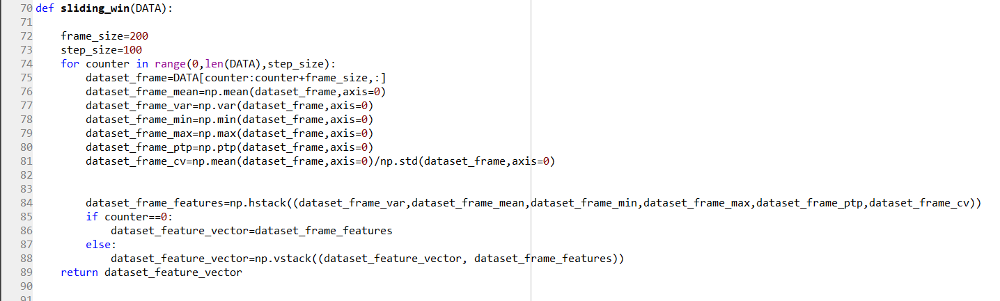 70 def sliding_win(DATA):
71
72     frame_size=200
73     step_size=100
74     for counter in range(0,len(DATA),step_size):
75         dataset_frame=DATA[counter:counter+frame_size,:]
76         dataset_frame_mean=np.mean(dataset_frame,axis=0)
77         dataset_frame_var=np.var(dataset_frame,axis=0)
78         dataset_frame_min=np.min(dataset_frame,axis=0)
79         dataset_frame_max=np.max(dataset_frame,axis=0)
80         dataset_frame_ptp=np.ptp(dataset_frame,axis=0)
81         dataset_frame_cv=np.mean(dataset_frame,axis=0)/np.std(dataset_frame,axis=0)
82
83
84         dataset_frame_features=np.hstack((dataset_frame_var,dataset_frame_mean,dataset_frame_min,dataset_frame_max,dataset_frame_ptp,dataset_frame_cv))
85         if counter==0:
86             dataset_feature_vector=dataset_frame_features
87         else:
88             dataset_feature_vector=np.vstack((dataset_feature_vector, dataset_frame_features))
89     return dataset_feature_vector
90
91